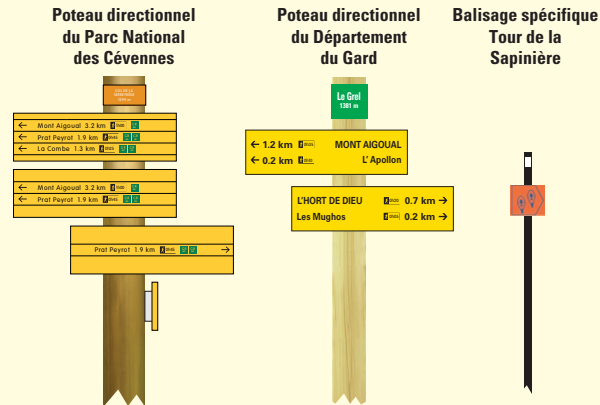 Poteau directionnel
du Parc National
des Cévennes
Poteau directionnel
du Département
du Gard
Balisage spécifique
Tour de la
Sapinière
1381 m
Le Grel
← Mont Aigoual 3.2 km
← Prat Peyrot 1.9 km
← La Combe 1.3 km
← Mont Aigoual 3.2 km
← Prat Peyrot 1.9 km
Prat Peyrot 1.9 km →
← 1.2 km MONT AIGOUAL
← 0.2 km L'Apollon
L'HORT DE DIEU 0.7 km →
Les Mughos 0.2 km →